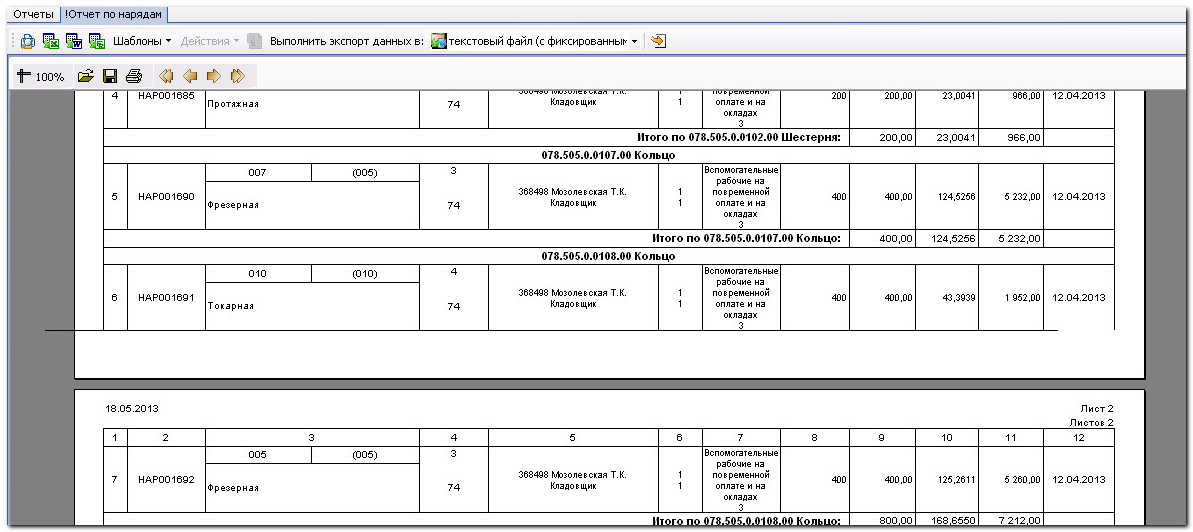 Отчеты !Отчет по нарядам
Шаблоны Действия Выполнить экспорт данных в: текстовый файл (с фиксированным
100%
4 НАР001685 Протяжная 74 368498 Мозолевская Т.К. Кладовщик 1 повременной оплате и на окладах 3 200 200,00 23,0041 966,00 12.04.2013
Итого по 078.505.0.0102.00 Шестерня: 200,00 23,0041 966,00
078.505.0.0107.00 Кольцо
007 (005) 3
5 НАР001690 Фрезерная 74 368498 Мозолевская Т.К. Кладовщик 1 1 Вспомогательные рабочие на повременной оплате и на окладах 3 400 400,00 124,5256 5 232,00 12.04.2013
Итого по 078.505.0.0107.00 Кольцо: 400,00 124,5256 5 232,00
078.505.0.0108.00 Кольцо
010 (010) 4
6 НАР001691 Токарная 74 368498 Мозолевская Т.К. Кладовщик 1 1 Вспомогательные рабочие на повременной оплате и на окладах 3 400 400,00 43,3939 1 952,00 12.04.2013
18.05.2013 Лист 2
Листов 2
1 2 3 4 5 6 7 8 9 10 11 12
005 (005) 3
7 НАР001692 Фрезерная 74 368498 Мозолевская Т.К. Кладовщик 1 1 Вспомогательные рабочие на повременной оплате и на окладах 3 400 400,00 125,2611 5 260,00 12.04.2013
Итого по 078.505.0.0108.00 Кольцо: 800,00 168,6550 7 212,00